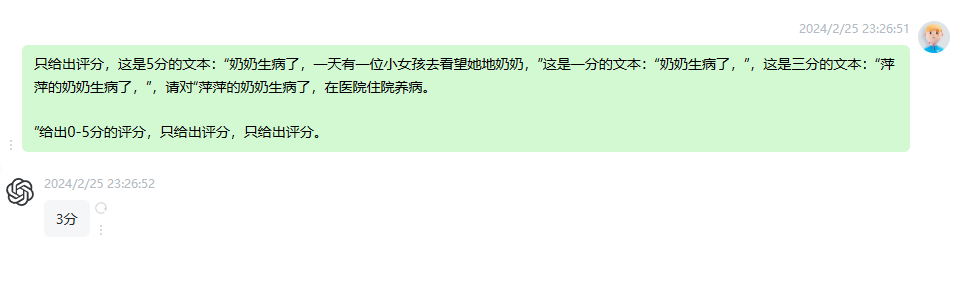 2024/2/25 23:26:51
只给出评分，这是5分的文本：“奶奶生病了，一天有一位小女孩去看望她地奶奶，”这是一分的文本：“奶奶生病了，”，这是三分的文本：“萍
萍的奶奶生病了，”，请对“萍萍的奶奶生病了，在医院住院养病。
”给出0-5分的评分，只给出评分，只给出评分。
2024/2/25 23:26:52
3分